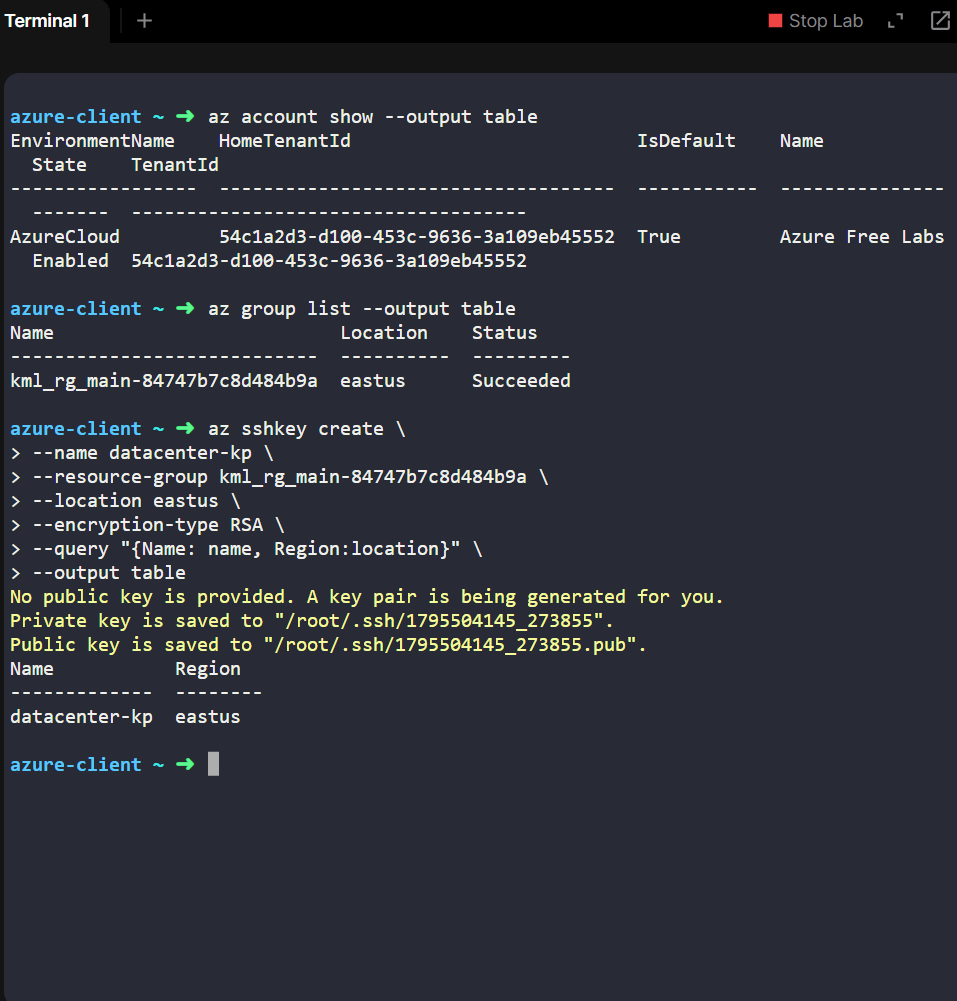 Terminal 1 + Stop Lab
azure-client ~ ➜ az account show --output table
EnvironmentName    HomeTenantId                          IsDefault    Name
  State    TenantId
-----------------  ------------------------------------  -----------  ---------------
  -------  ------------------------------------
AzureCloud         54c1a2d3-d100-453c-9636-3a109eb45552  True         Azure Free Labs
  Enabled  54c1a2d3-d100-453c-9636-3a109eb45552
azure-client ~ ➜ az group list --output table
Name                          Location    Status
----------------------------  ----------  ---------
kml_rg_main-84747b7c8d484b9a  eastus      Succeeded
azure-client ~ ➜ az sshkey create \
> --name datacenter-kp \
> --resource-group kml_rg_main-84747b7c8d484b9a \
> --location eastus \
> --encryption-type RSA \
> --query "{Name: name, Region:location}" \
> --output table
No public key is provided. A key pair is being generated for you.
Private key is saved to "/root/.ssh/1795504145_273855".
Public key is saved to "/root/.ssh/1795504145_273855.pub".
Name           Region
-------------  --------
datacenter-kp  eastus
azure-client ~ ➜